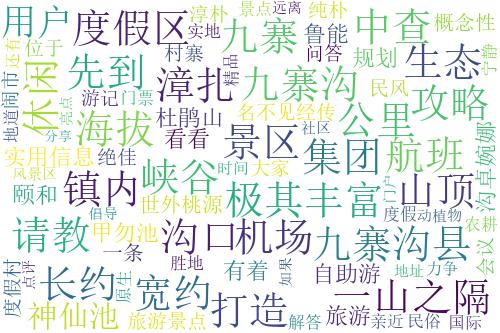 用户
度假区
淳朴
景点
远离
纯朴
实地
鲁能
问答
九寨
中查
概念性
宁静
还有
位于
村寨
精品
规划
民风
生态
地道
闹市
休闲
先到
游记
门票
漳扎
九寨沟
名不见经传
公里
攻略
亮点
分享
海拔
杜鹃山
看看
社区
实用信息
绝佳
景区
时间
大家
集团
航班
沟卓
婉娜
风景区
颐和
镇内
峡谷
世外桃源
极其丰富
山顶
门户
度假
动植物
倡导
甲勿池
请教
一条
沟口
机场
九寨沟县
农耕
会议
度假村
点评
长约
原生
胜地
宽约
有着
如果
自助游
地址
力争
一山之隔
神仙池
打造
旅游景点
解答
旅游
亲近
民俗
国际